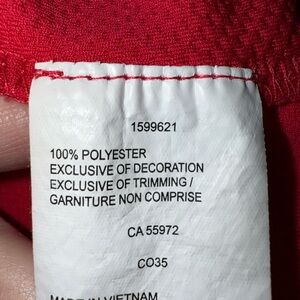 1599621
100% POLYESTER
EXCLUSIVE OF DECORATION
EXCLUSIVE OF TRIMMING /
GARNITURE NON COMPRISE
CA 55972
CO35
MADE IN VIETNAM